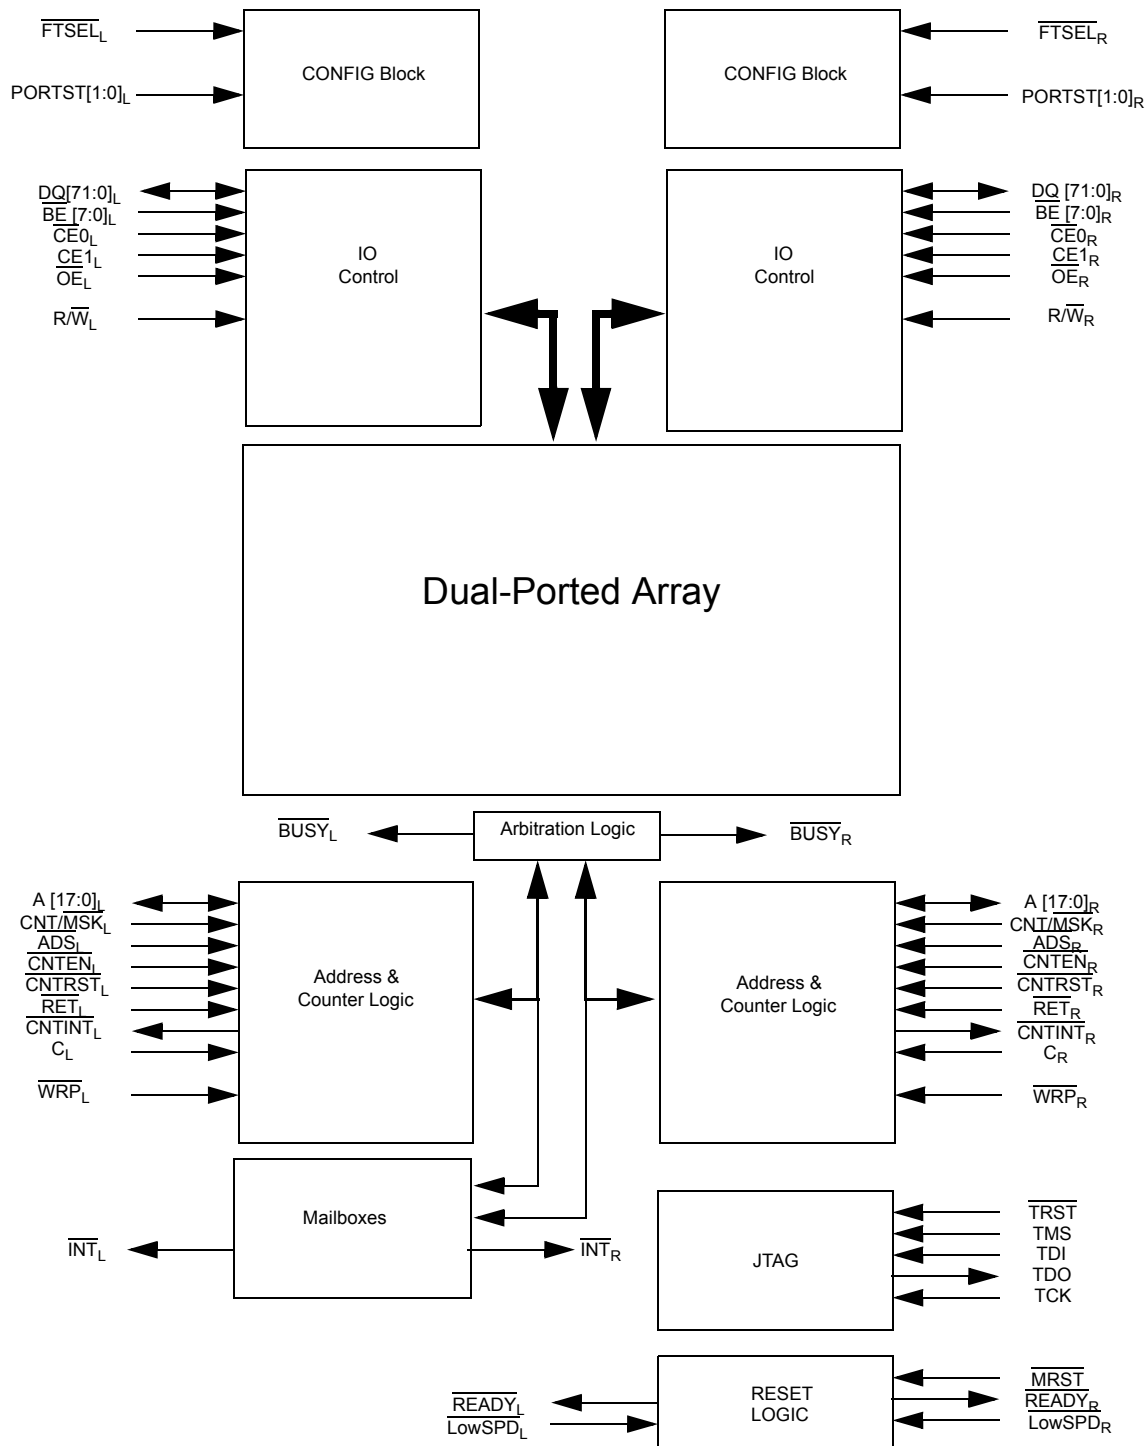 FTSEL_L
PORTST[1:0]_L
CONFIG Block
CONFIG Block
FTSEL_R
PORTST[1:0]_R
DQ[71:0]_L
BE [7:0]_L
CE0_L
CE1_L
OE_L
R/W_L
IO
Control
IO
Control
DQ [71:0]_R
BE [7:0]_R
CE0_R
CE1_R
OE_R
R/W_R
Dual-Ported Array
BUSY_L
Arbitration Logic
BUSY_R
A [17:0]_L
CNT/MSK_L
ADS_L
CNTEN_L
CNTRST_L
RET_L
CNTINT_L
C_L
WRP_L
Address &
Counter Logic
Address &
Counter Logic
A [17:0]_R
CNT/MSK_R
ADS_R
CNTEN_R
CNTRST_R
RET_R
CNTINT_R
C_R
WRP_R
INT_L
Mailboxes
INT_R
JTAG
TRST
TMS
TDI
TDO
TCK
READY_L
LowSPD_L
RESET
LOGIC
MRST
READY_R
LowSPD_R